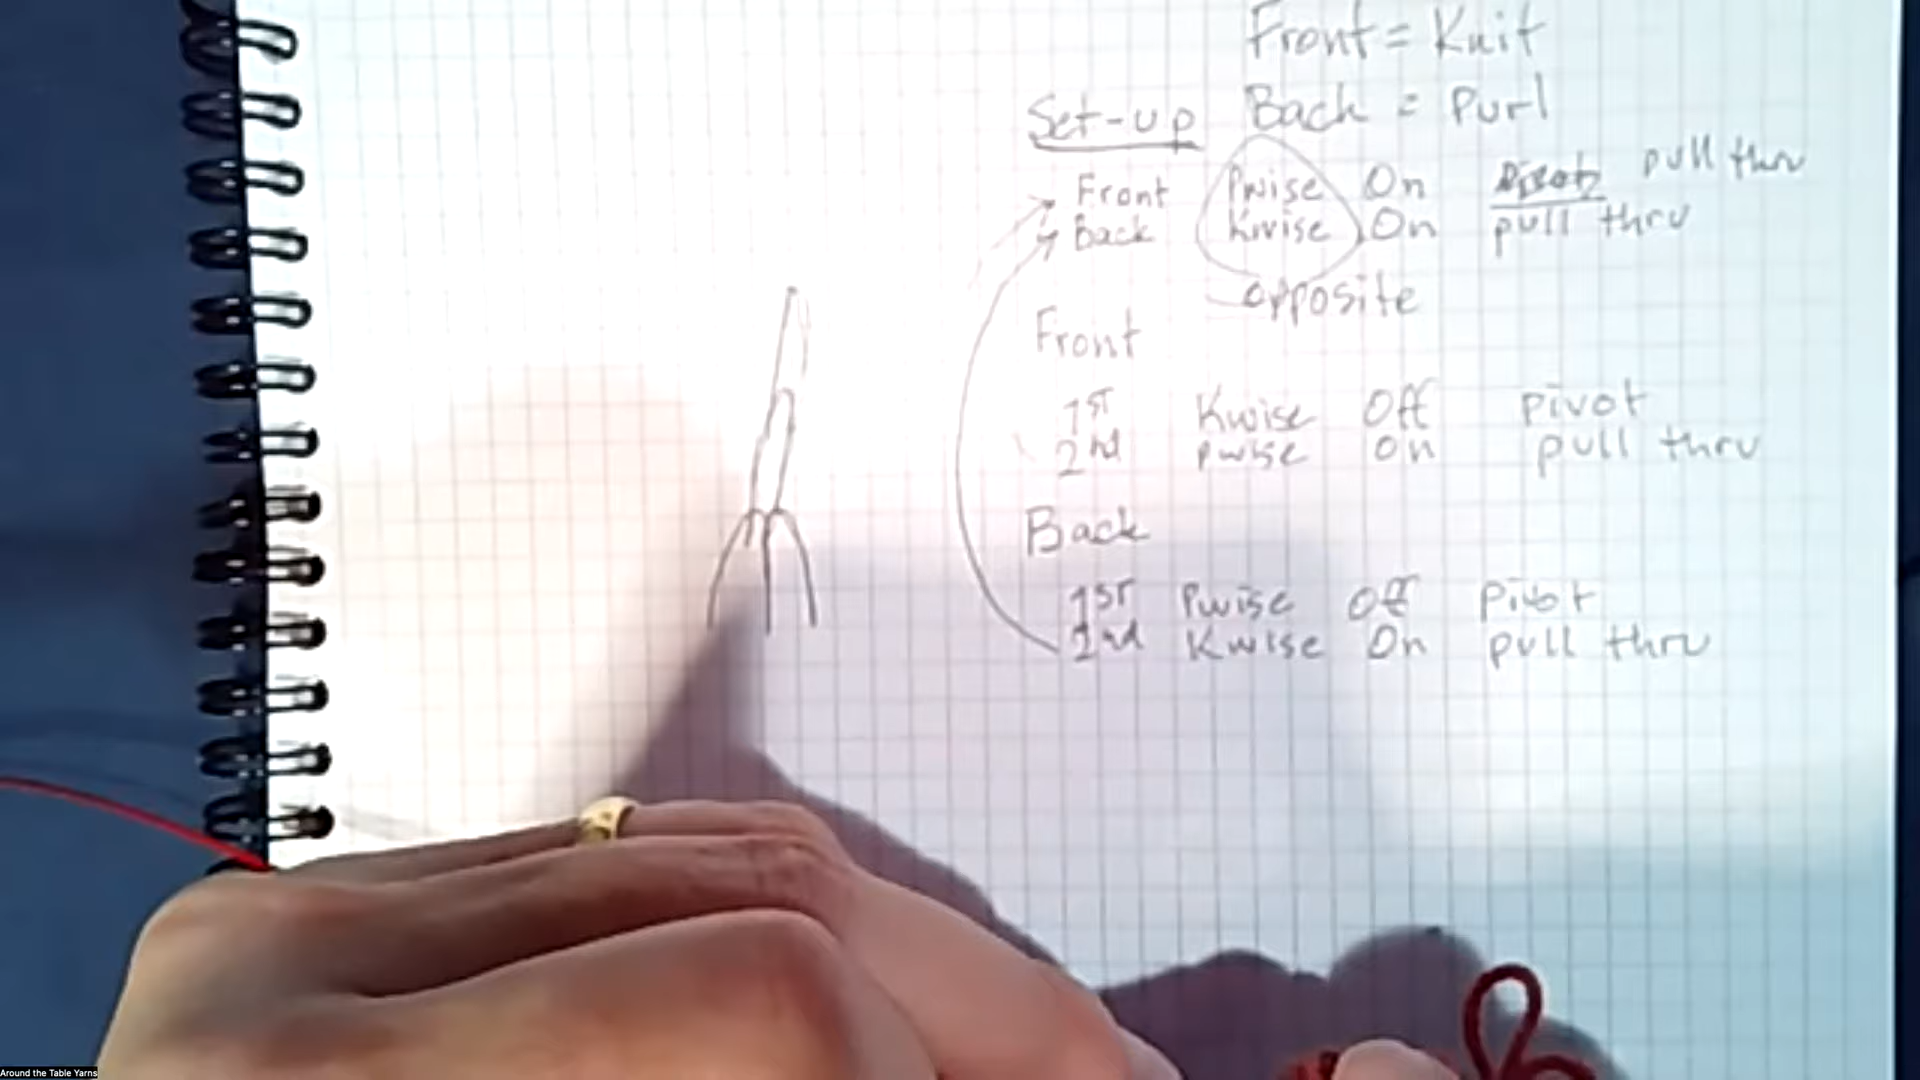 Front = Knit
Set-up Back = Purl
Front Pwise On pull thru
Back Kwise On pull thru
opposite
Front
1st Kwise Off pivot
2nd pwise on pull thru
Back
1st Pwise Off Pivot
2nd Kwise On pull thru
Around the Table Yarns